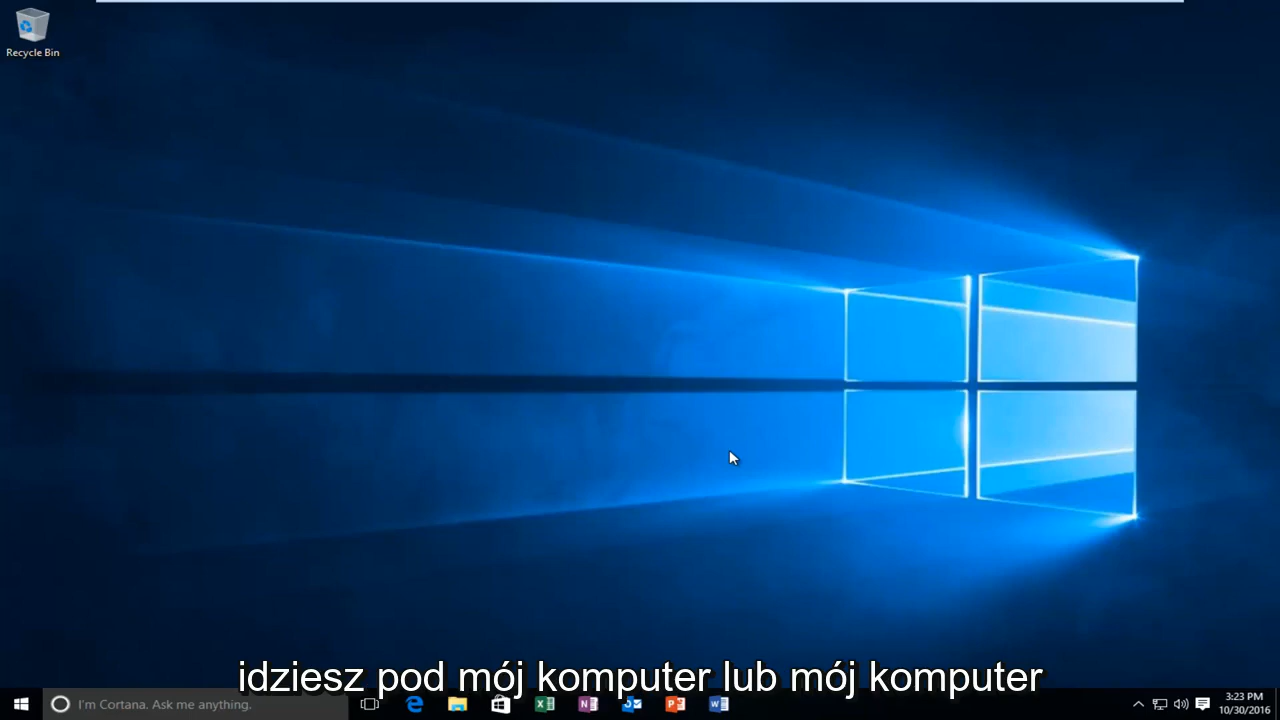 Recycle Bin
idziesz pod mój komputer lub mój komputer
I'm Cortana. Ask me anything.
3:23 PM
10/30/2016